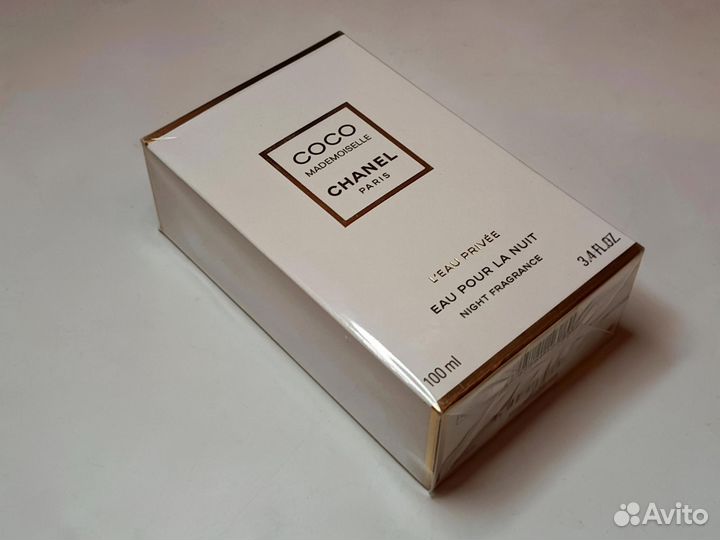 COCO
MADEMOISELLE
CHANEL
PARIS
L'EAU PRIVÉE
EAU POUR LA NUIT
NIGHT FRAGRANCE
100 ml
3.4 FL.OZ
Avito